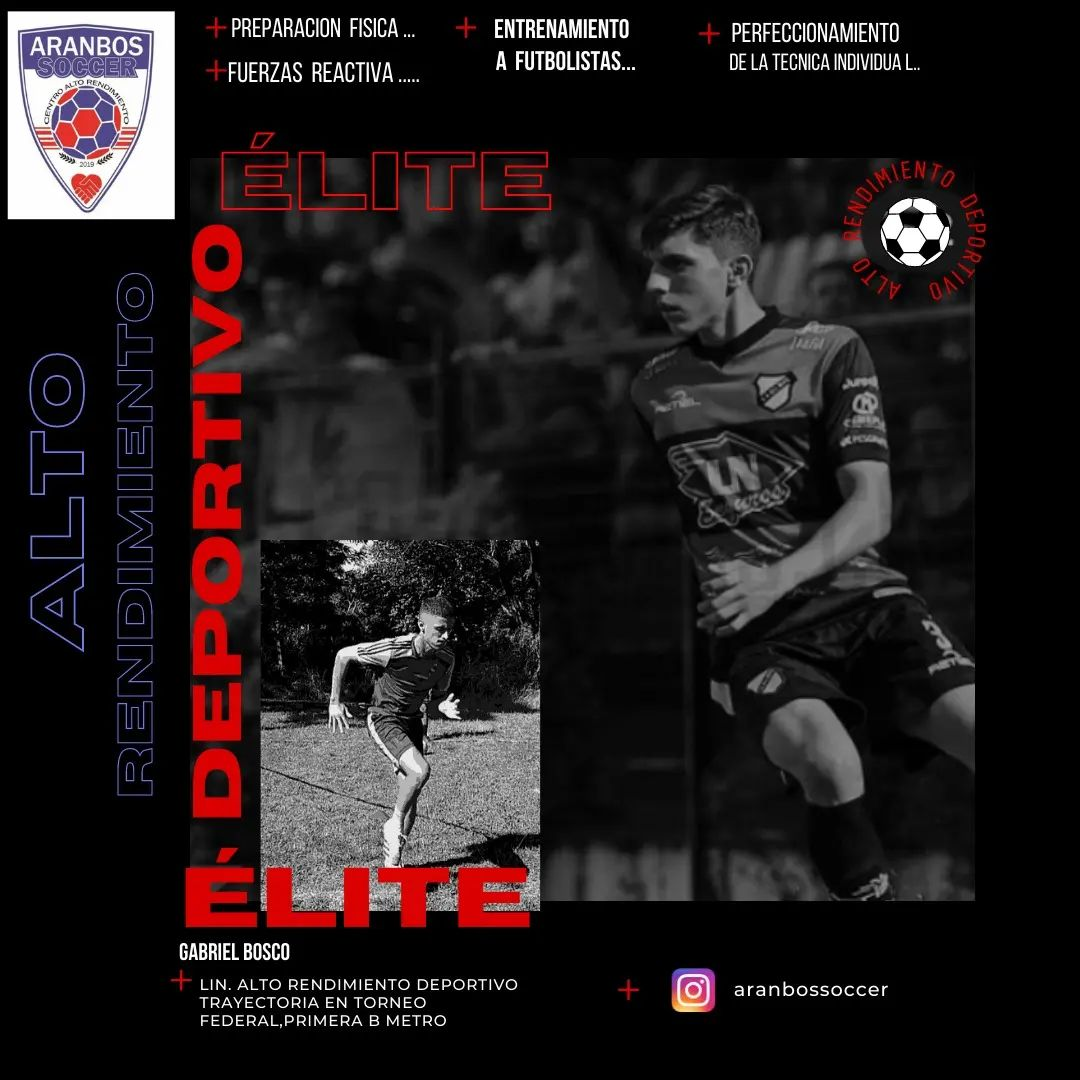 ARANBOS
SOCCER
CENTRO ALTO RENDIMIENTO
2019
PREPARACION FISICA ...
FUERZAS REACTIVA .....
ENTRENAMIENTO
A FUTBOLISTAS...
PERFECCIONAMIENTO
DE LA TECNICA INDIVIDUA L..
ÉLITE
ALTO RENDIMIENTO DEPORTIVO
ALTO
RENDIMIENTO
DEPORTIVO
LN
Express
ÉLITE
GABRIEL BOSCO
LIN. ALTO RENDIMIENTO DEPORTIVO
TRAYECTORIA EN TORNEO
FEDERAL,PRIMERA B METRO
aranbossoccer